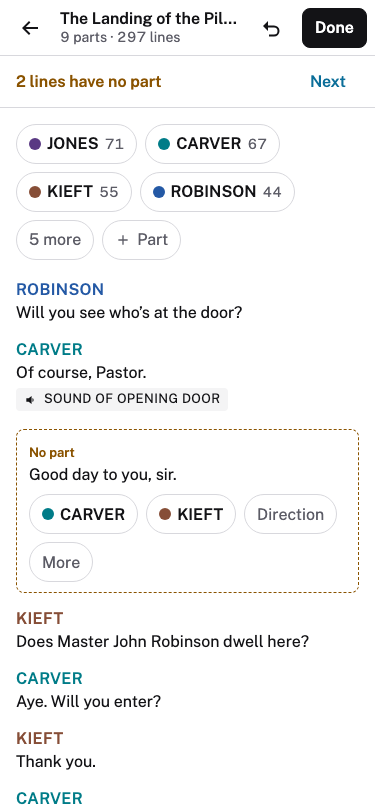 The Landing of the Pil...
9 parts · 297 lines
Done
2 lines have no part
Next
JONES 71
CARVER 67
KIEFT 55
ROBINSON 44
5 more
+ Part
ROBINSON
Will you see who’s at the door?
CARVER
Of course, Pastor.
SOUND OF OPENING DOOR
No part
Good day to you, sir.
CARVER
KIEFT
Direction
More
KIEFT
Does Master John Robinson dwell here?
CARVER
Aye. Will you enter?
KIEFT
Thank you.
CARVER